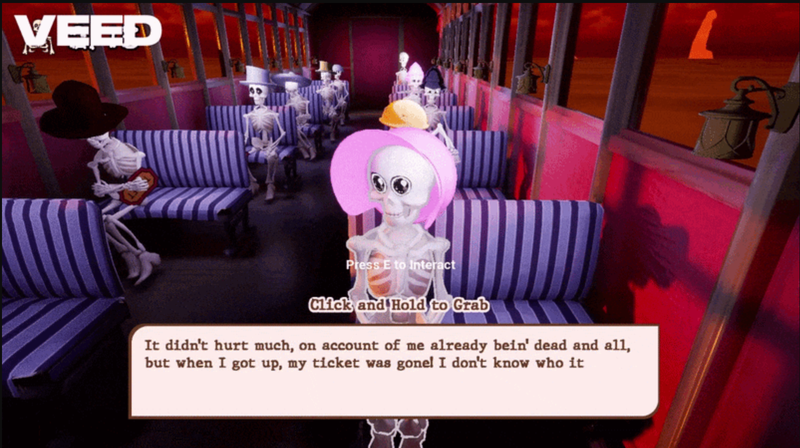 VEED
Press E to Interact
Click and Hold to Grab
It didn't hurt much, on account of me already bein' dead and all,
but when I got up, my ticket was gone! I don't know who it